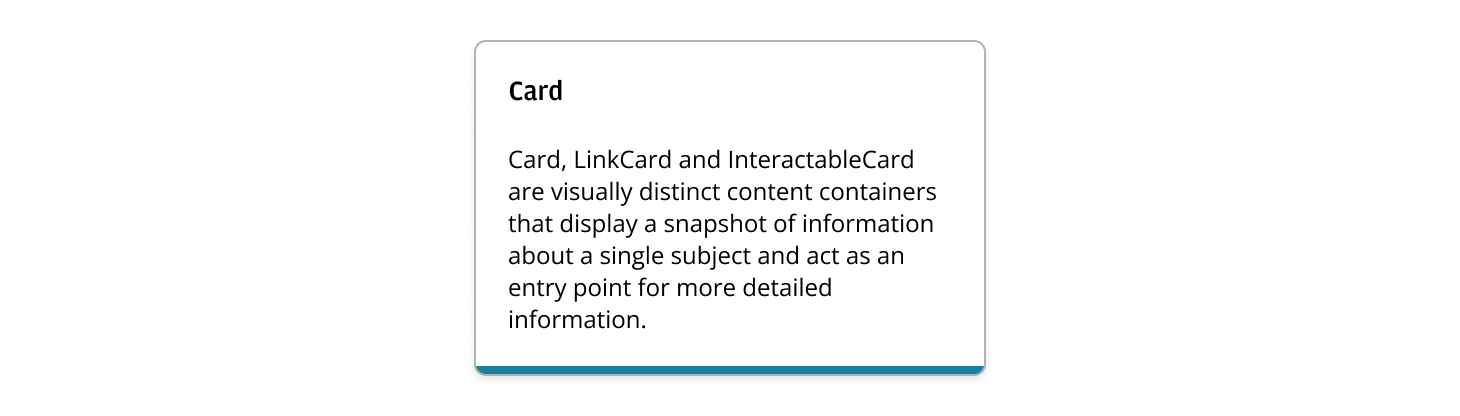 Card
Card, LinkCard and InteractableCard
are visually distinct content containers
that display a snapshot of information
about a single subject and act as an
entry point for more detailed
information.